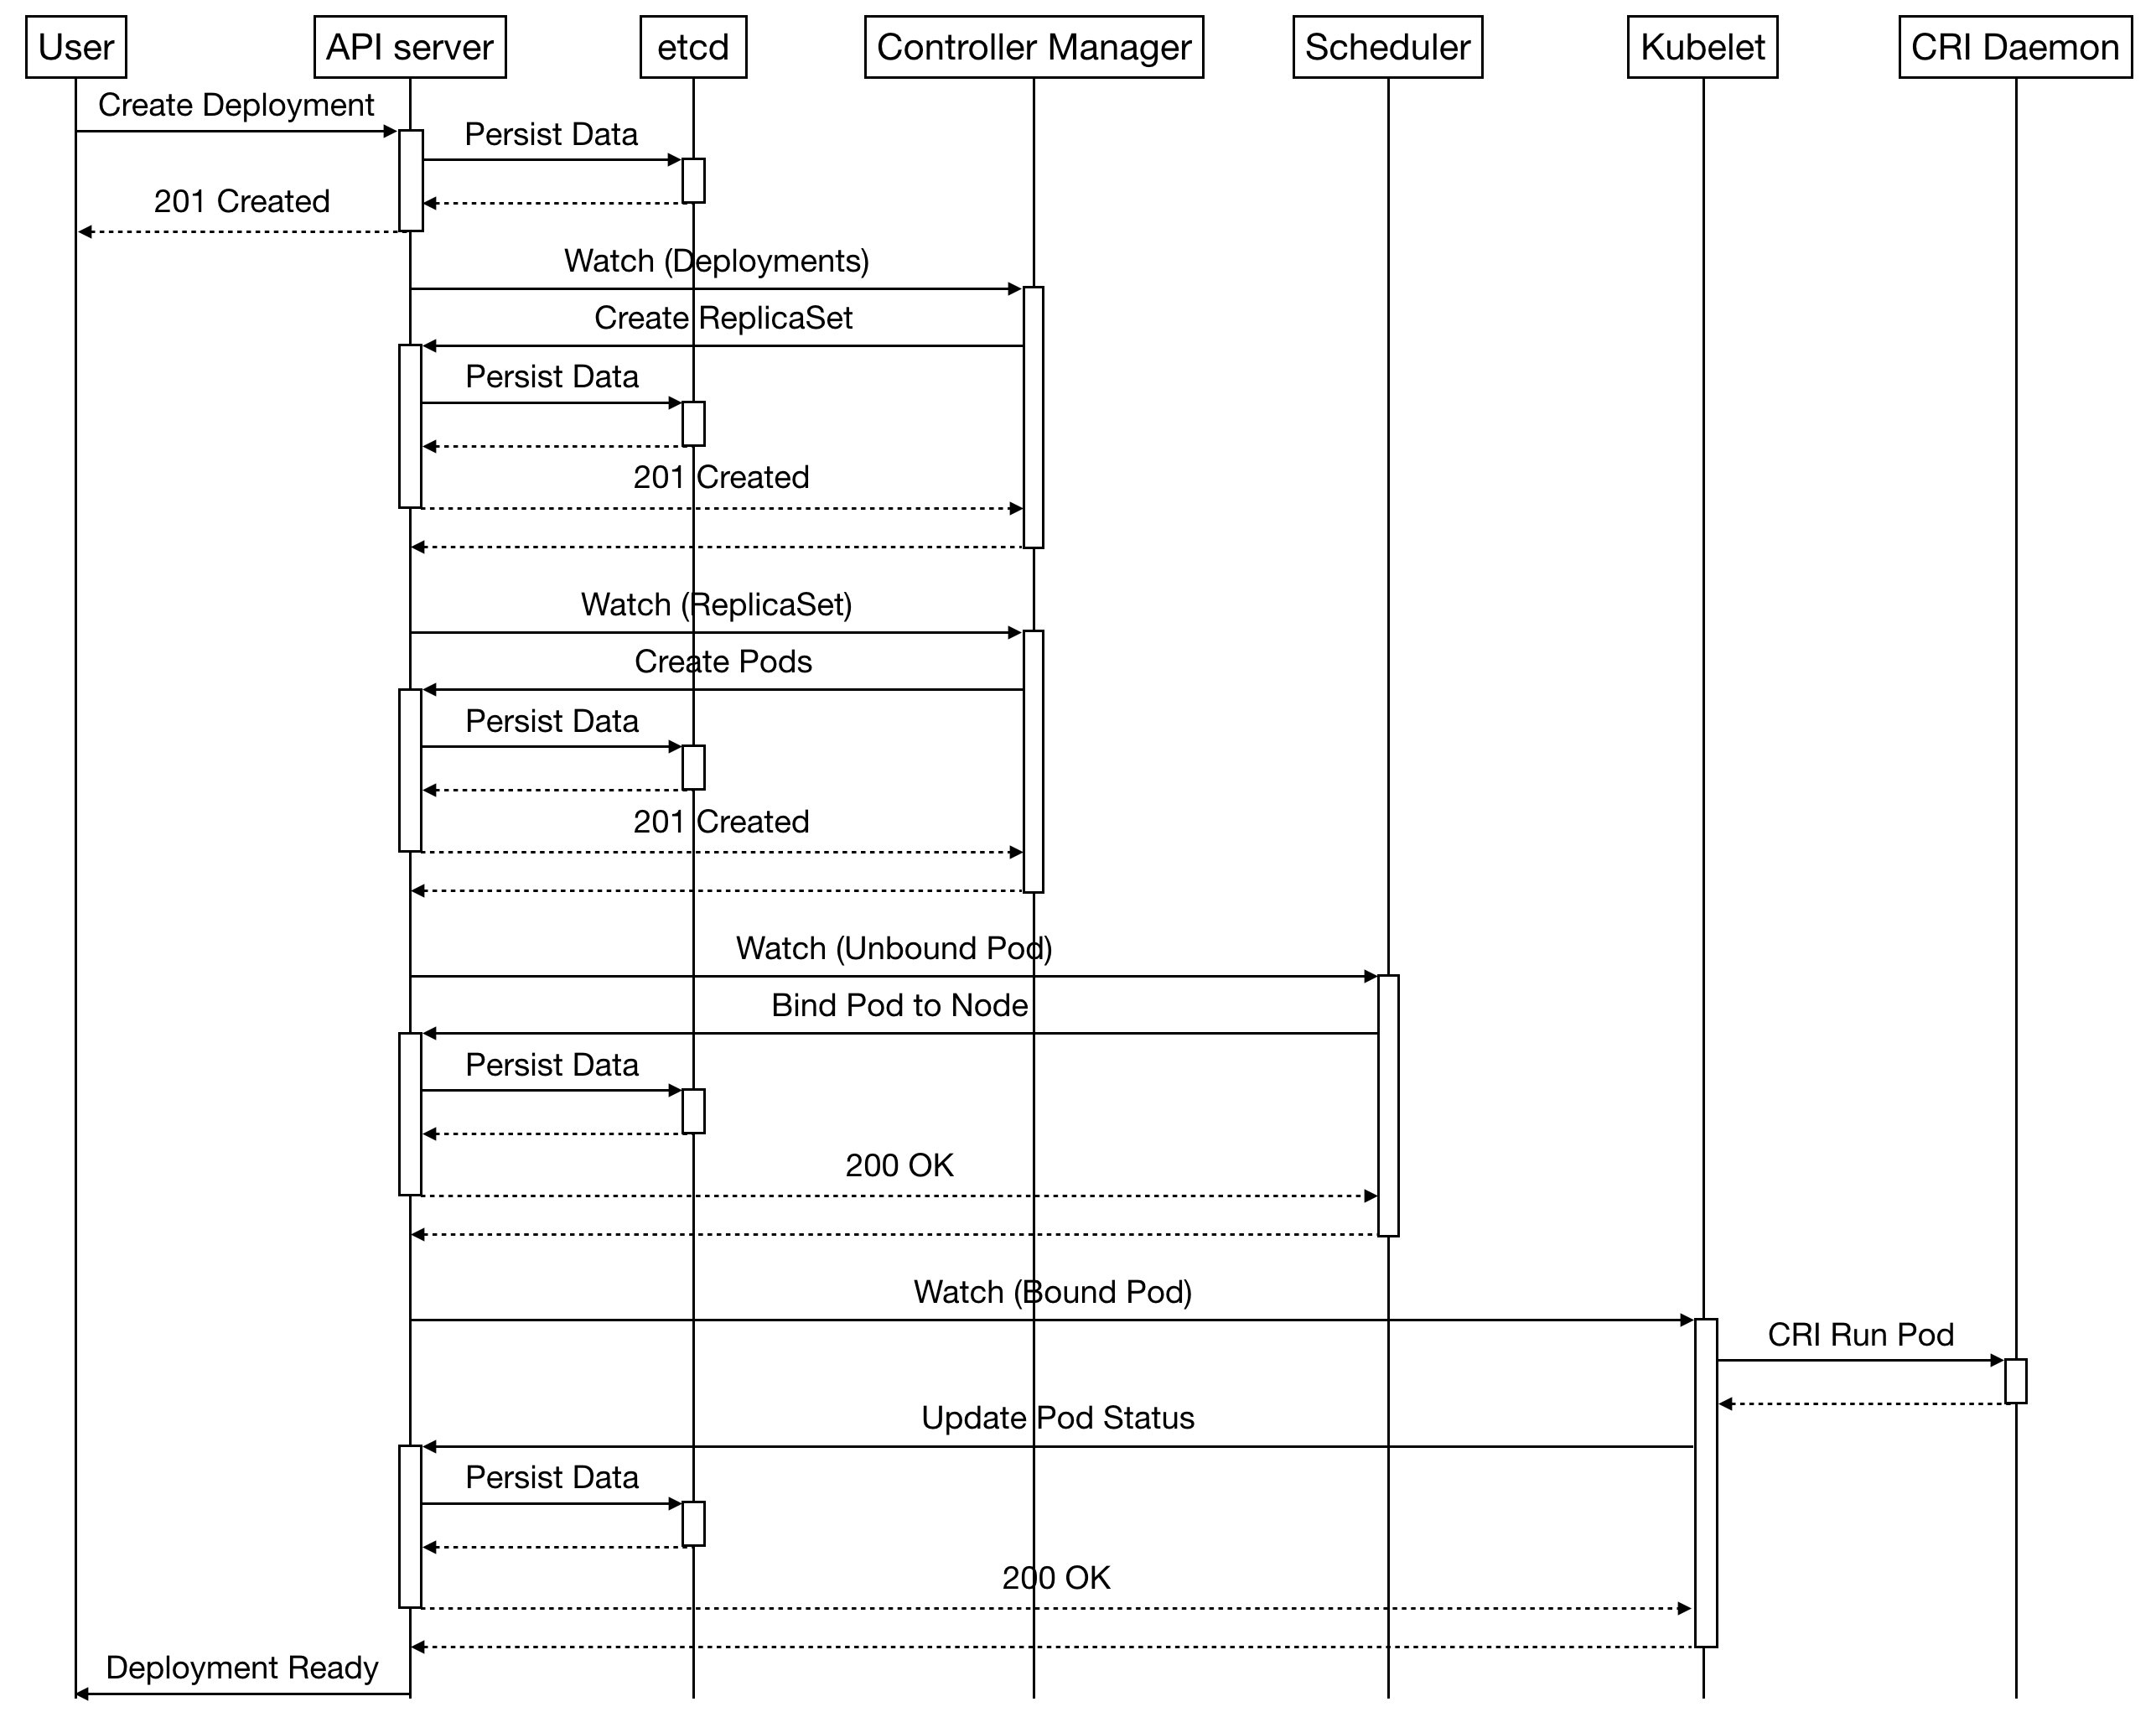 User
API server
etcd
Controller Manager
Scheduler
Kubelet
CRI Daemon
Create Deployment
Persist Data
201 Created
Watch (Deployments)
Create ReplicaSet
Persist Data
201 Created
Watch (ReplicaSet)
Create Pods
Persist Data
201 Created
Watch (Unbound Pod)
Bind Pod to Node
Persist Data
200 OK
Watch (Bound Pod)
CRI Run Pod
Update Pod Status
Persist Data
200 OK
Deployment Ready